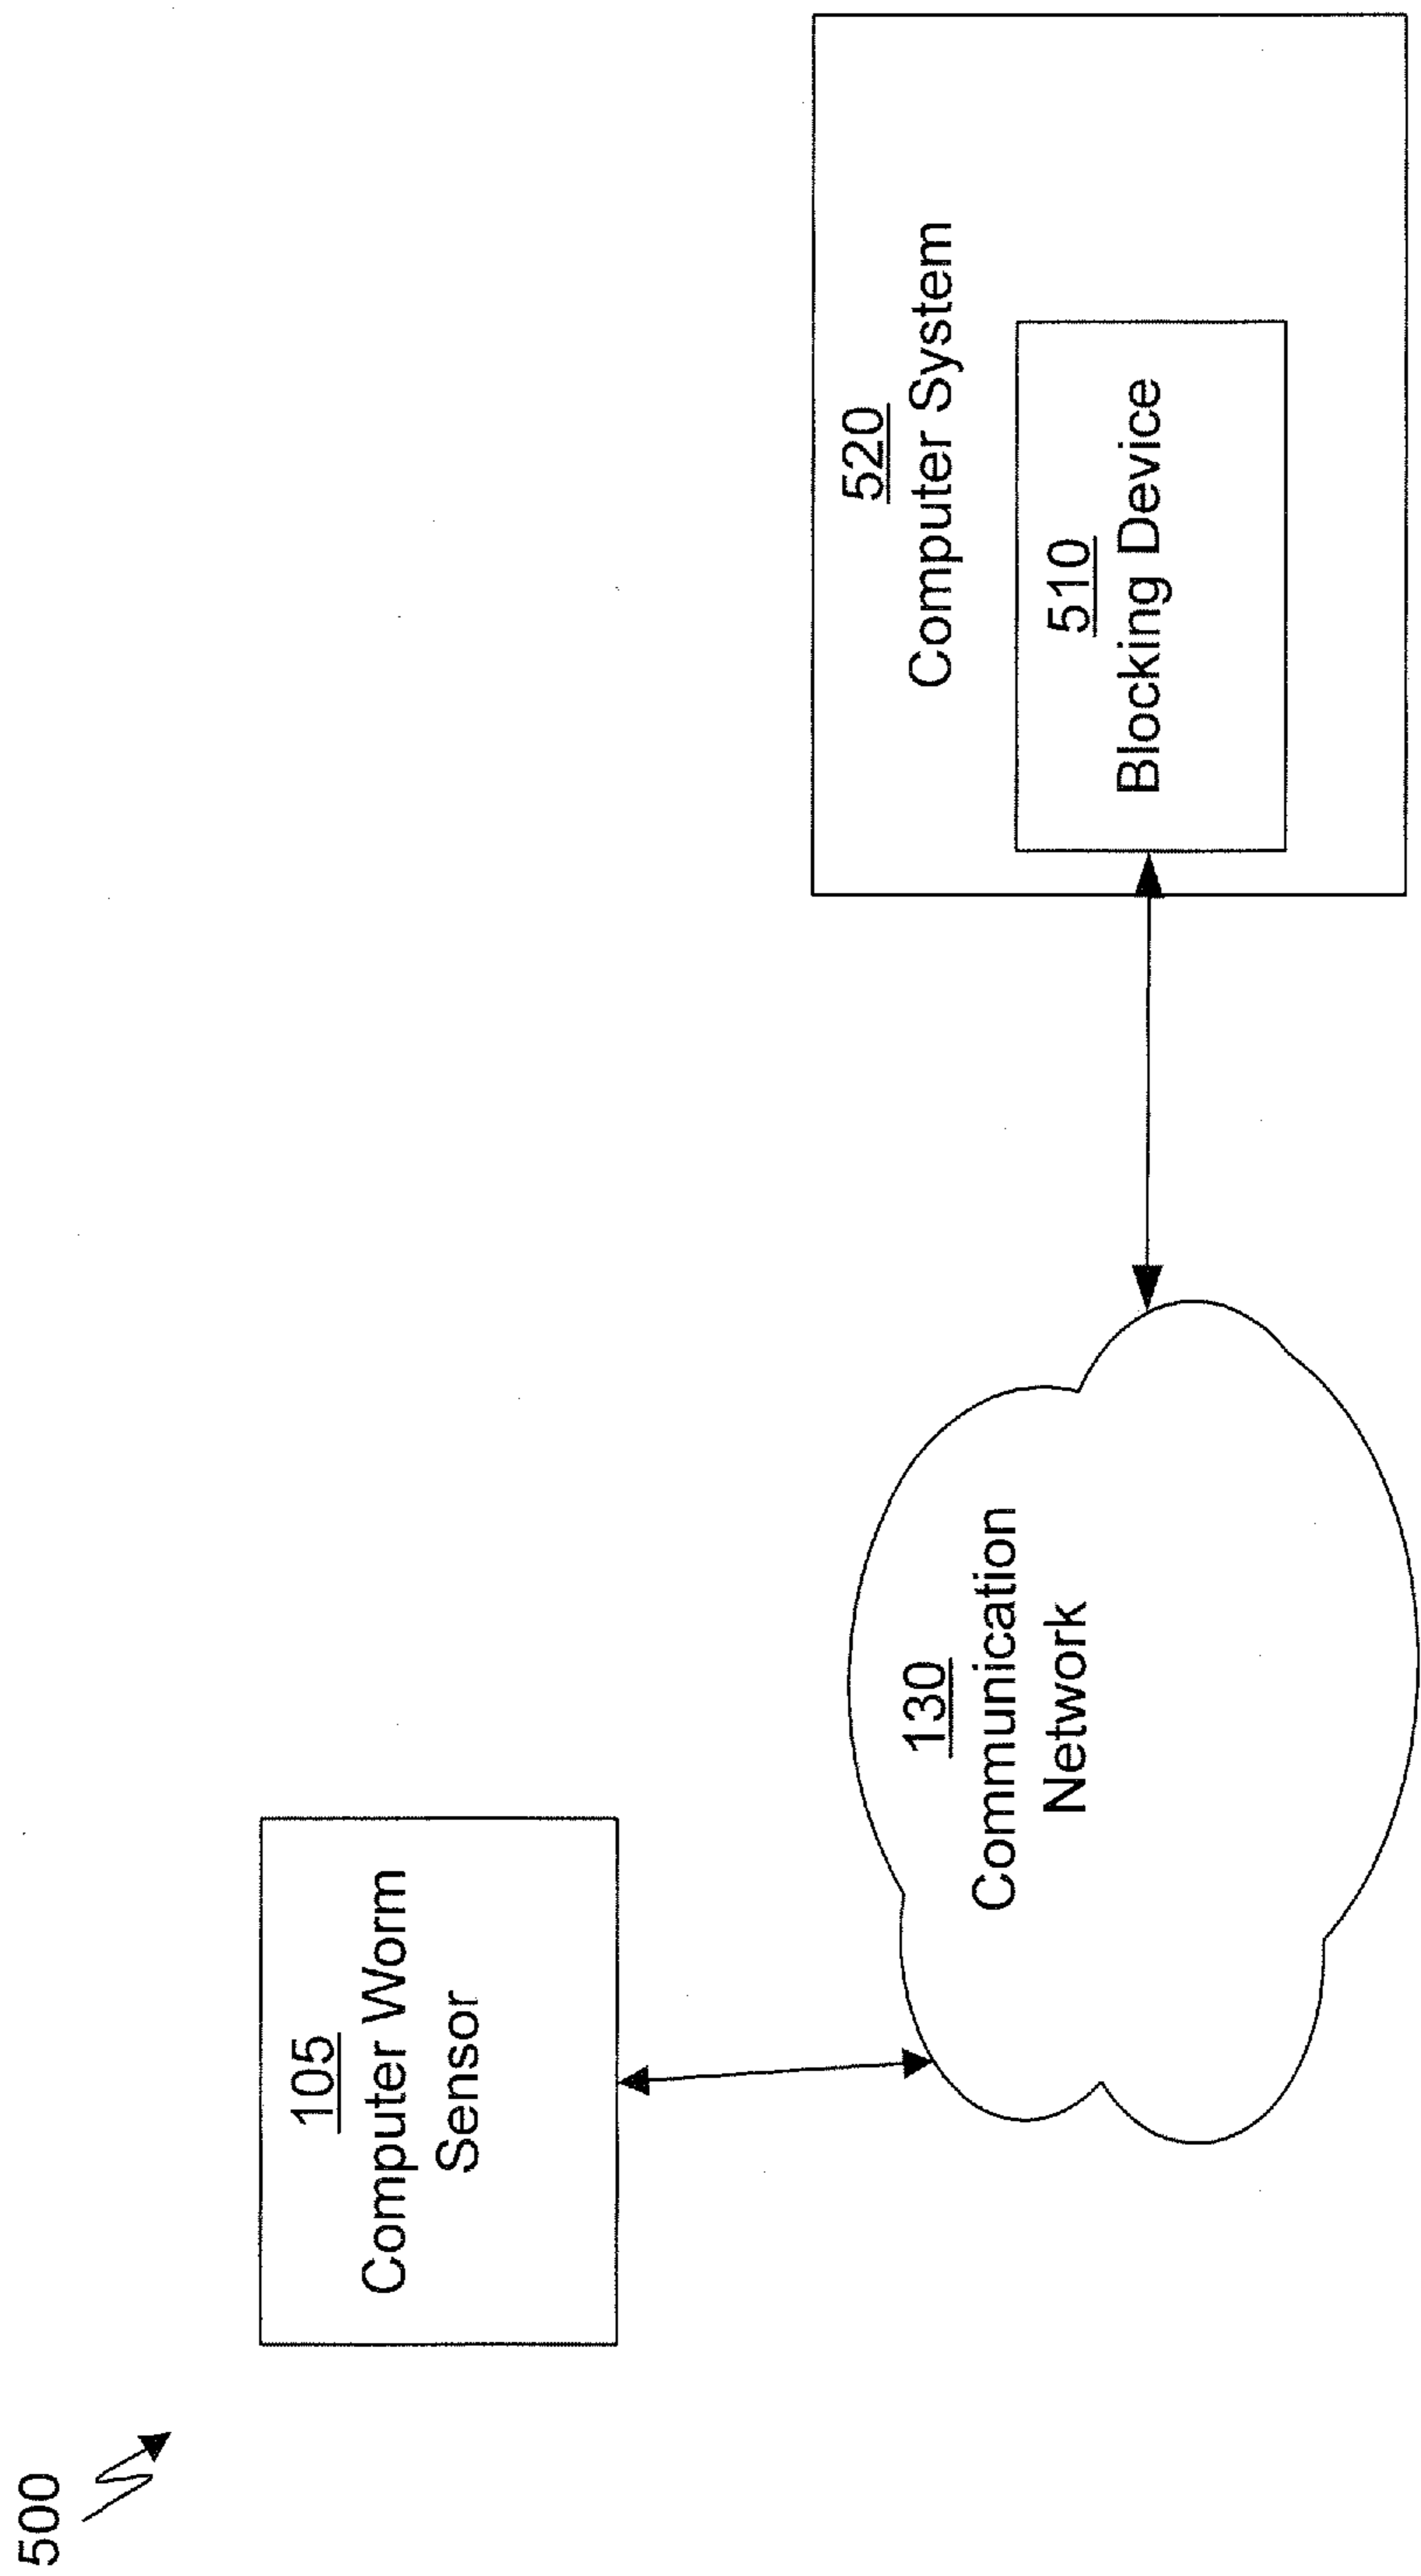 500
105
Computer Worm
Sensor
130
Communication
Network
520
Computer System
510
Blocking Device